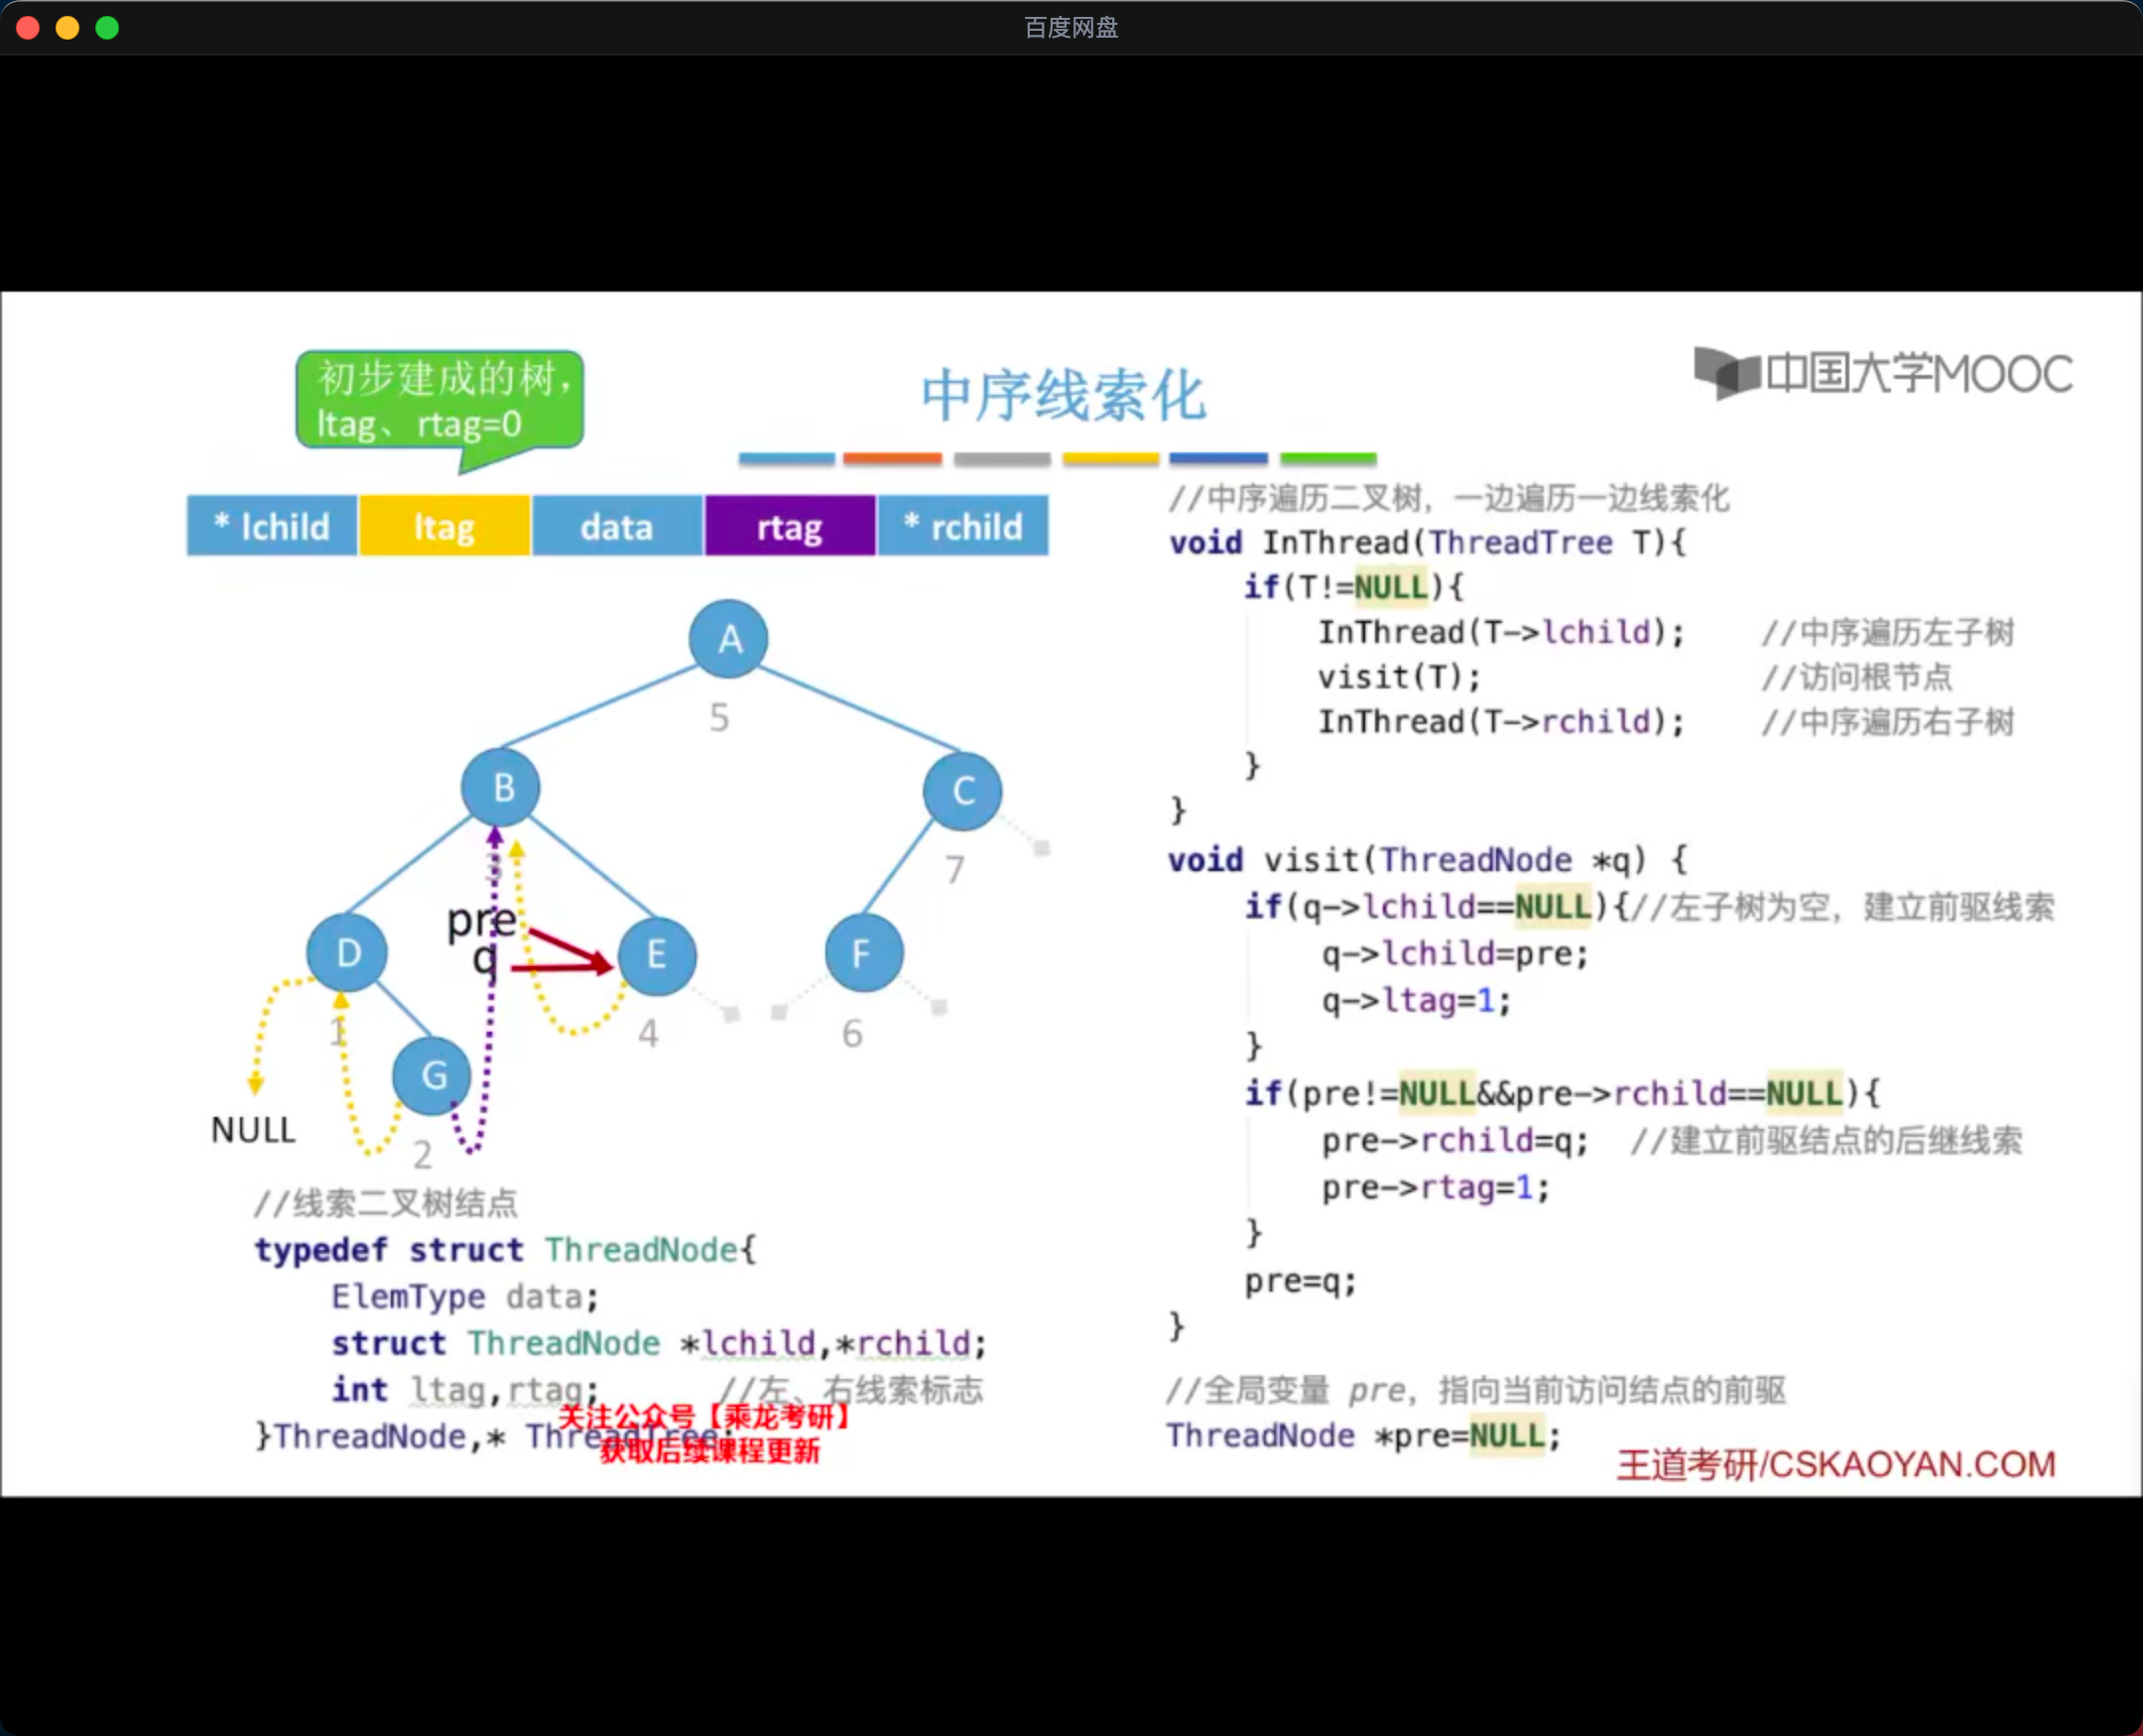 百度网盘
初步建成的树，
ltag、rtag=0
中序线索化
中国大学MOOC
* lchild ltag data rtag * rchild
A
5
B
C
3
7
pre
q
D
E
F
1
4
6
G
NULL
2
//线索二叉树结点
typedef struct ThreadNode{
ElemType data;
struct ThreadNode *lchild,*rchild;
int ltag,rtag; //左、右线索标志
}ThreadNode,* ThreadTree;
关注公众号【乘龙考研】
获取后续课程更新
//中序遍历二叉树，一边遍历一边线索化
void InThread(ThreadTree T){
if(T!=NULL){
InThread(T->lchild); //中序遍历左子树
visit(T); //访问根节点
InThread(T->rchild); //中序遍历右子树
}
}
void visit(ThreadNode *q) {
if(q->lchild==NULL){//左子树为空，建立前驱线索
q->lchild=pre;
q->ltag=1;
}
if(pre!=NULL&&pre->rchild==NULL){
pre->rchild=q; //建立前驱结点的后继线索
pre->rtag=1;
}
pre=q;
}
//全局变量 pre，指向当前访问结点的前驱
ThreadNode *pre=NULL;
王道考研/CSKAOYAN.COM